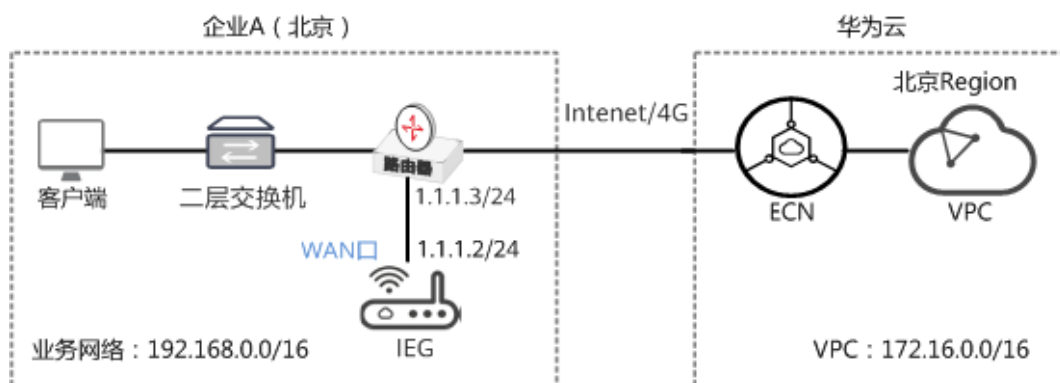 企业A（北京）
华为云
北京Region
Intenet/4G
路由器
客户端
二层交换机
1.1.1.3/24
ECN
VPC
WAN口
1.1.1.2/24
业务网络：192.168.0.0/16
IEG
VPC：172.16.0.0/16